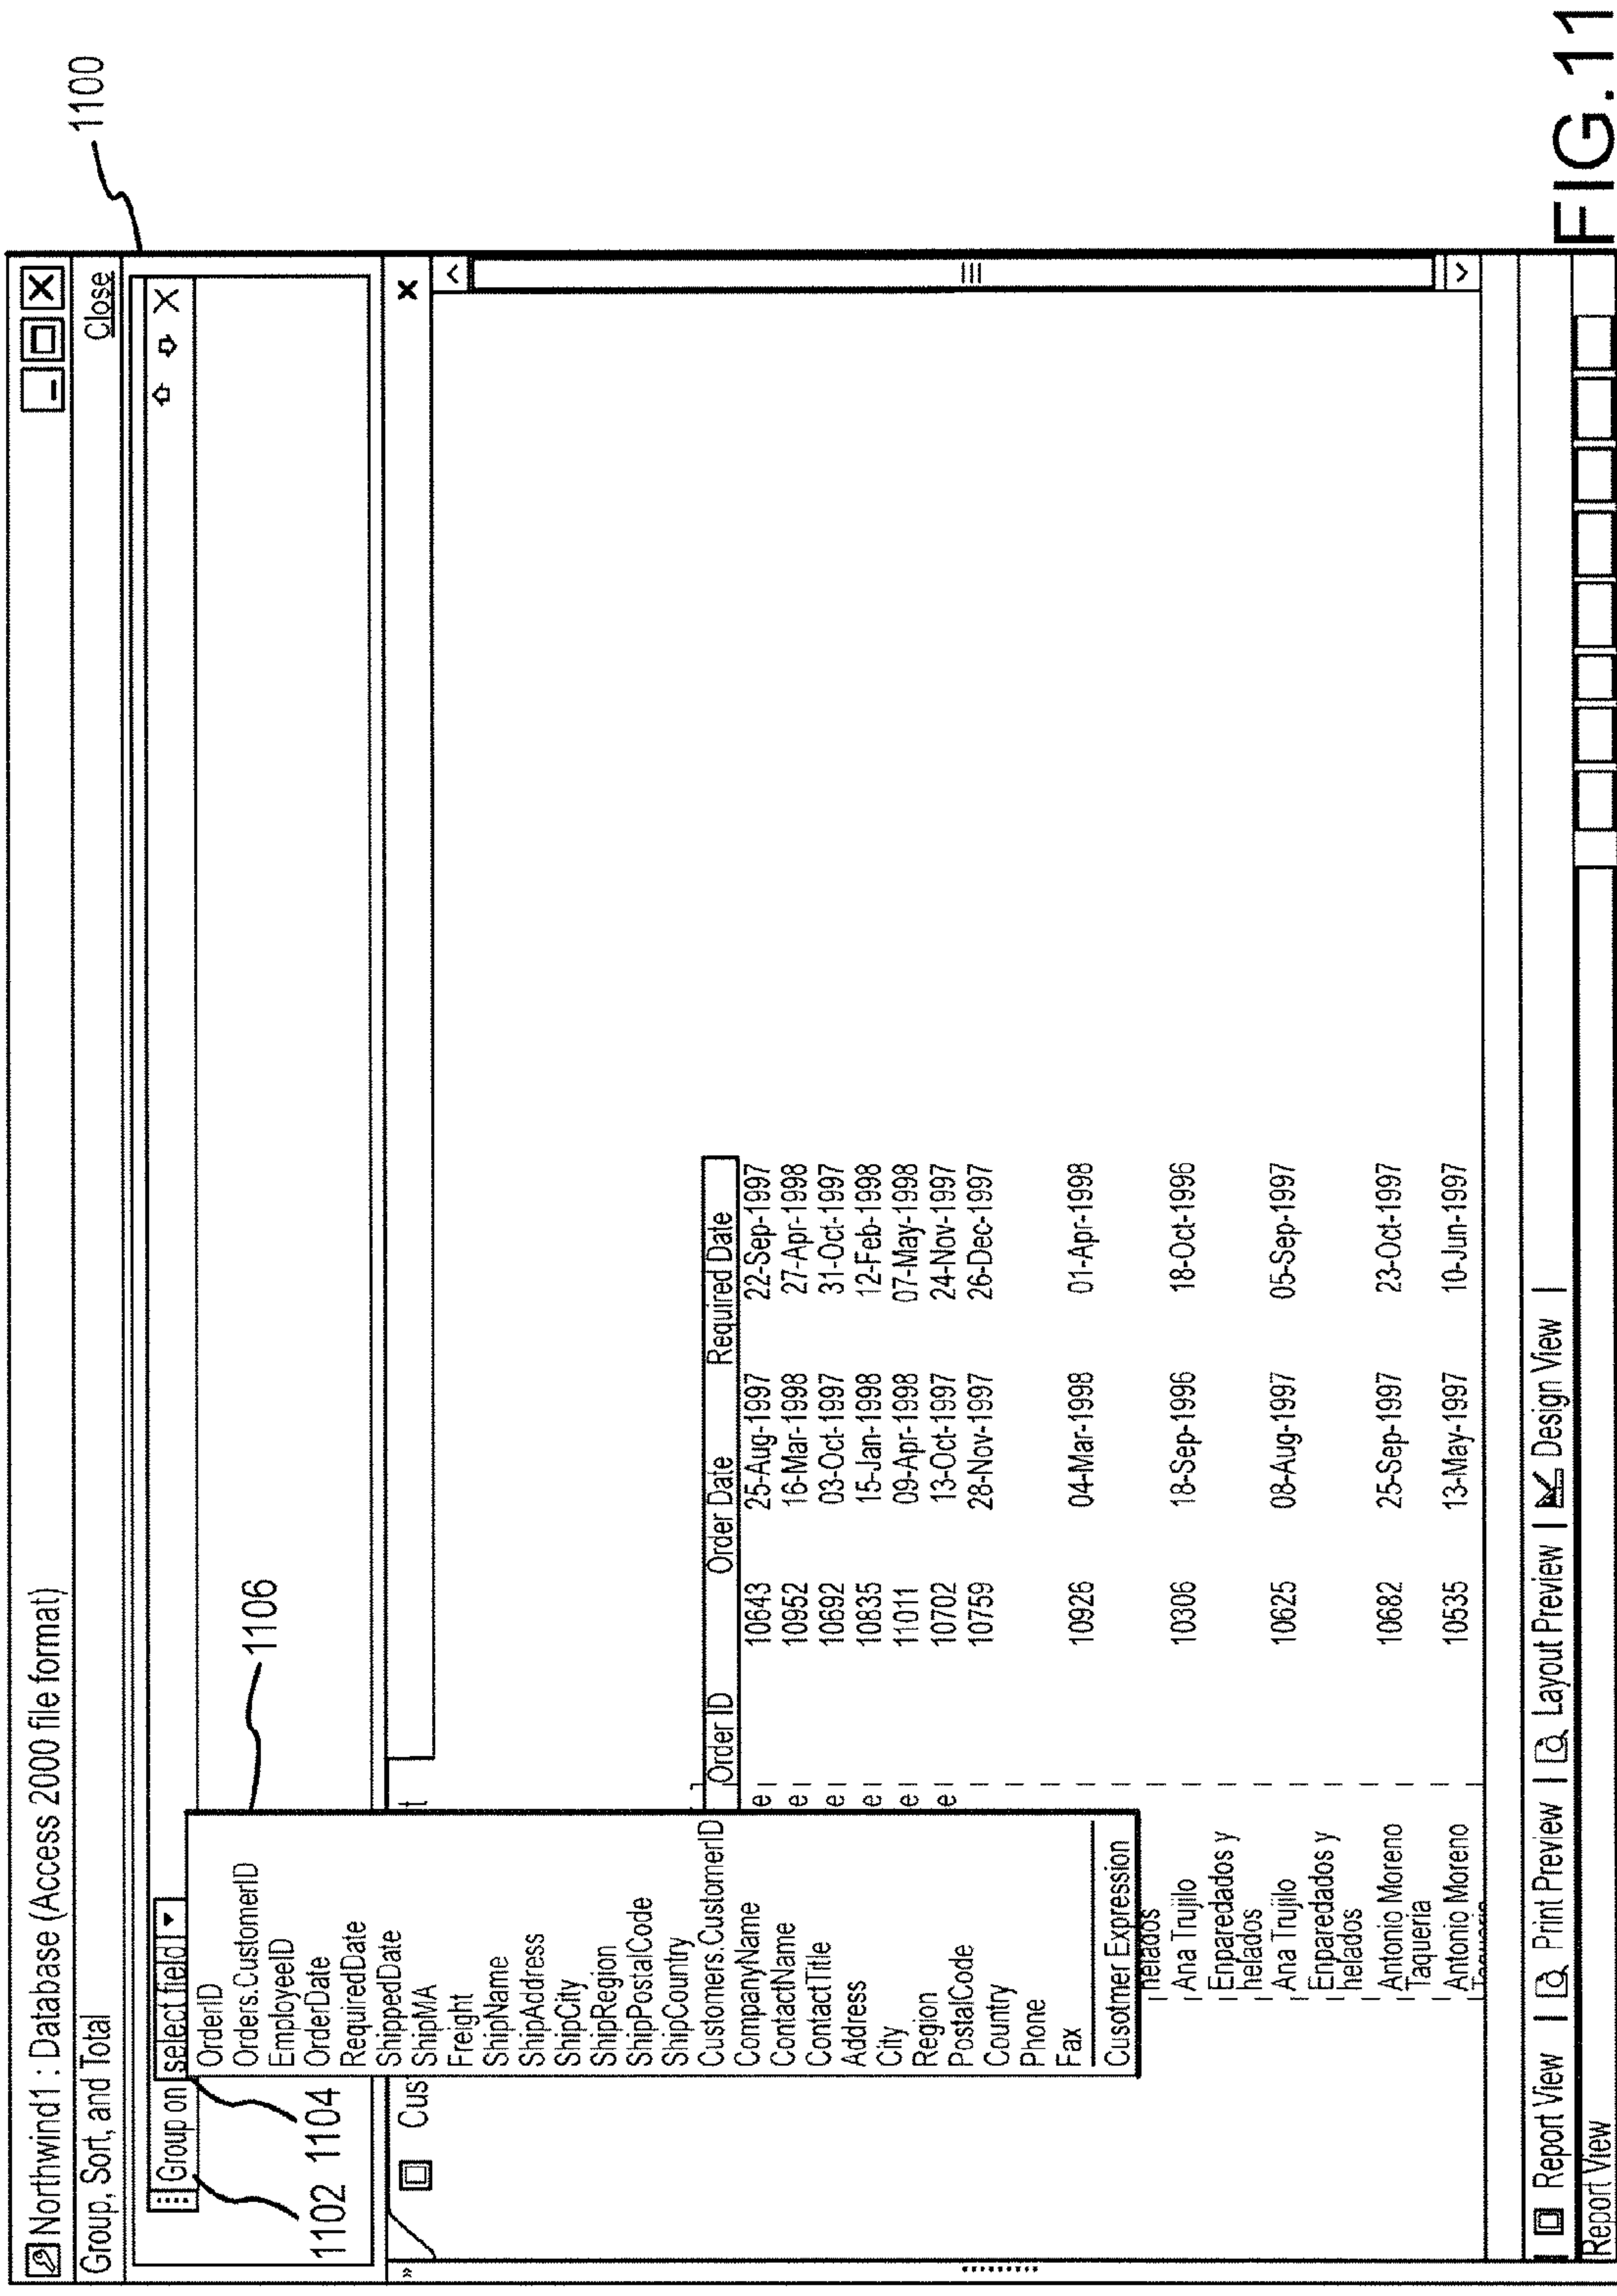 Northwind1 : Database (Access 2000 file format)
Group, Sort, and Total
Close
1100
Group on select field
1102
1104
1106
OrderID
Orders.CustomerID
EmployeeID
OrderDate
RequiredDate
ShippedDate
ShipMA
Freight
ShipName
ShipAddress
ShipCity
ShipRegion
ShipPostalCode
ShipCountry
Customers.CustomerID
CompanyName
ContactName
ContactTitle
Address
City
Region
PostalCode
Country
Phone
Fax
Cusotmer Expression
Cus t
Order ID Order Date Required Date
e 10643 25-Aug-1997 22-Sep-1997
e 10952 16-Mar-1998 27-Apr-1998
e 10692 03-Oct-1997 31-Oct-1997
e 10835 15-Jan-1998 12-Feb-1998
e 11011 09-Apr-1998 07-May-1998
e 10702 13-Oct-1997 24-Nov-1997
10759 28-Nov-1997 26-Dec-1997
10926 04-Mar-1998 01-Apr-1998
helados
Ana Trujilo 10306 18-Sep-1996 18-Oct-1996
Enparedados y
helados
Ana Trujilo 10625 08-Aug-1997 05-Sep-1997
Enparedados y
helados
Antonio Moreno 10682 25-Sep-1997 23-Oct-1997
Taqueria
Antonio Moreno 10535 13-May-1997 10-Jun-1997
Report View | Print Preview | Layout Preview | Design View |
Report View
FIG.11